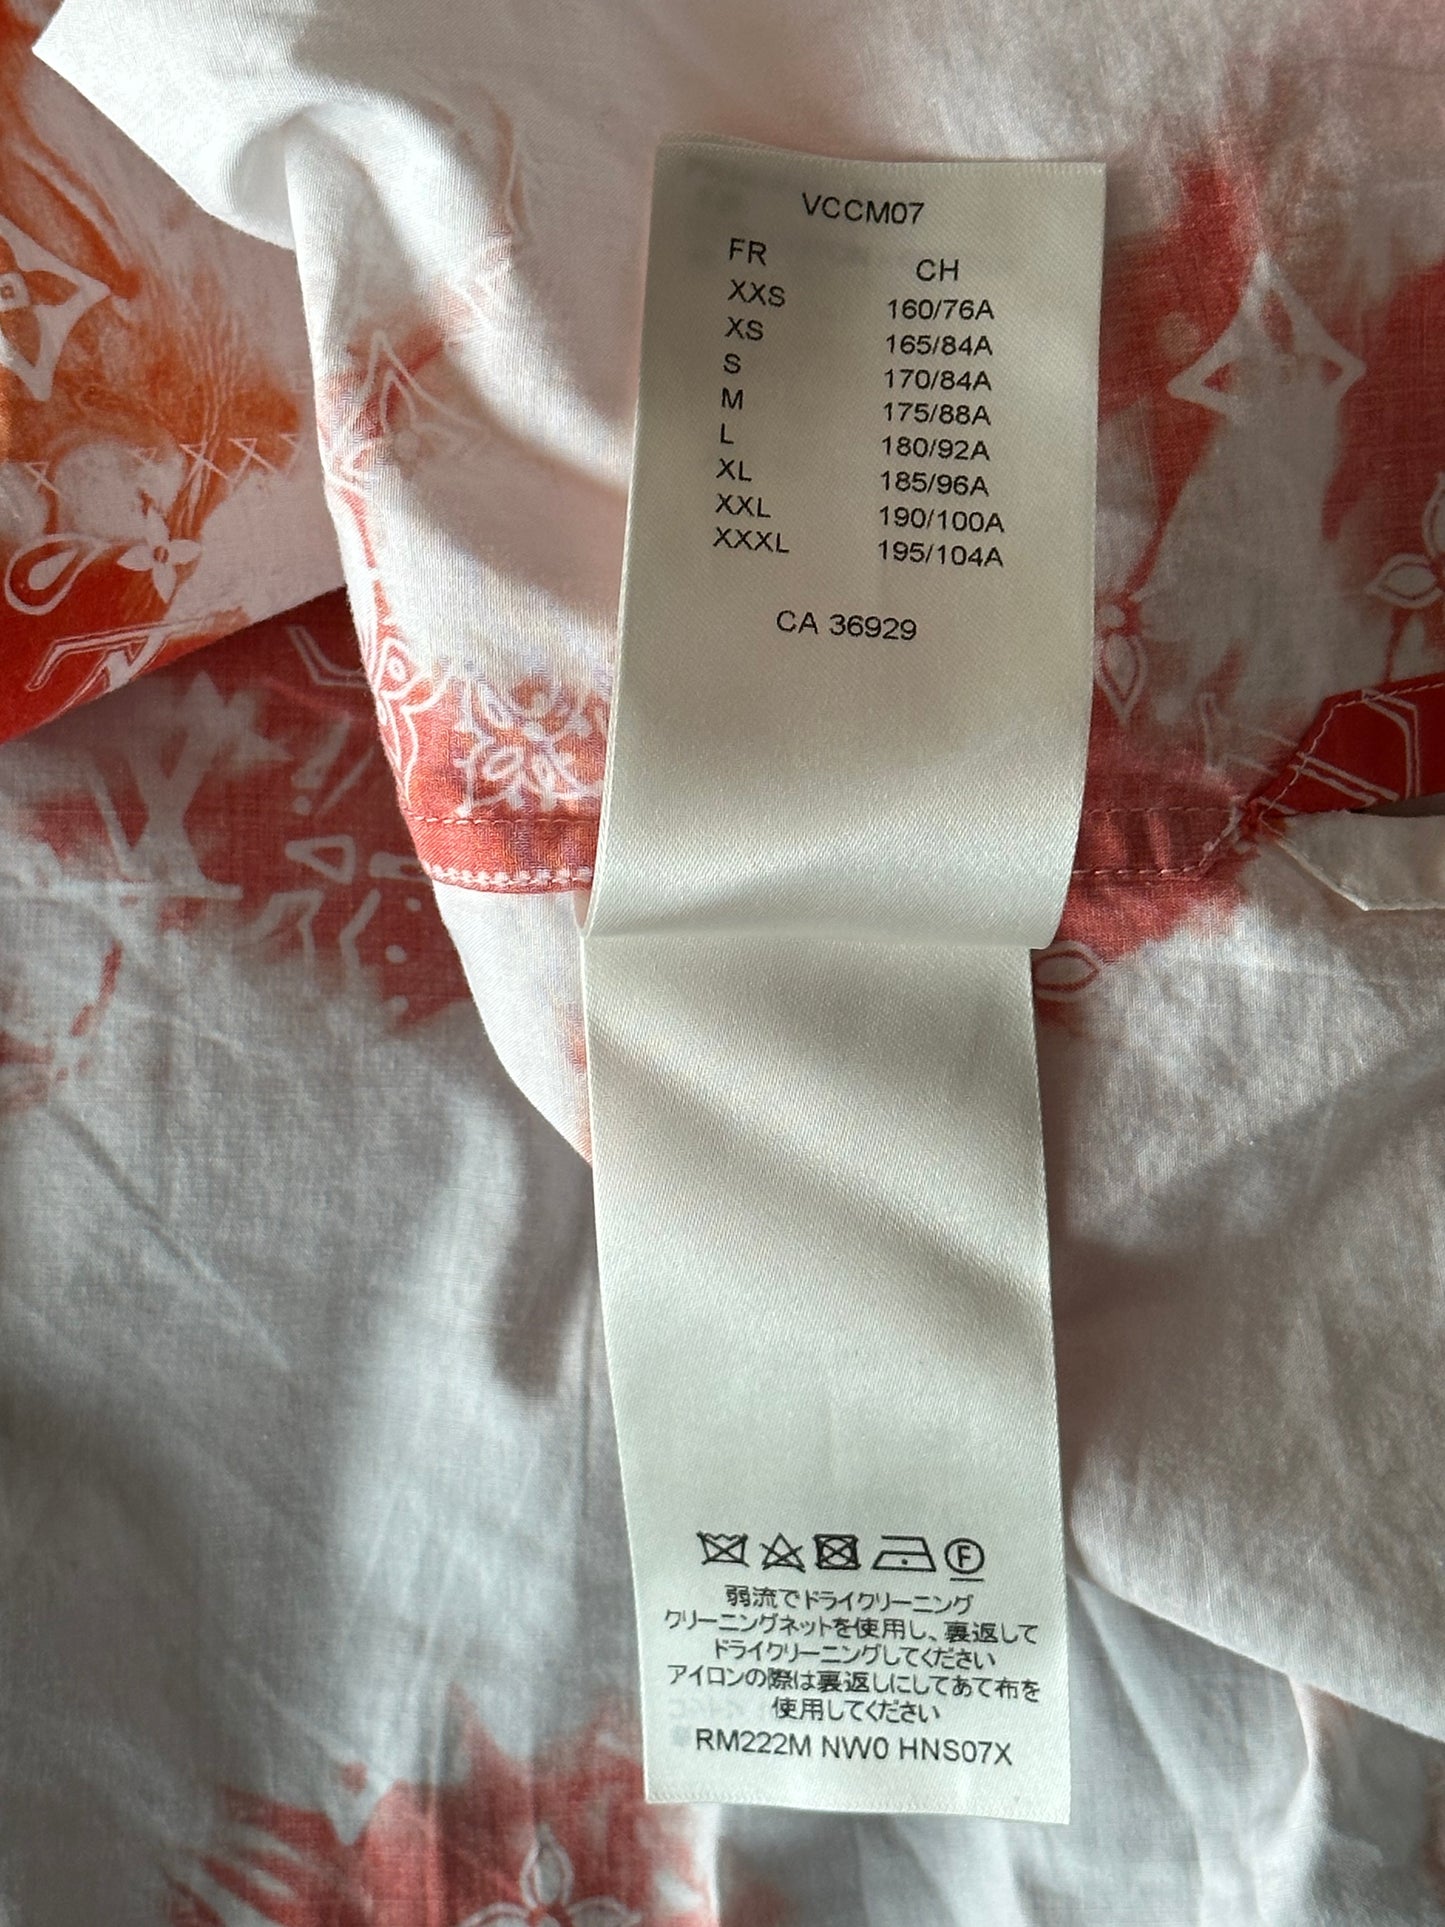 VCCM07
FR CH
XXS 160/76A
XS 165/84A
S 170/84A
M 175/88A
L 180/92A
XL 185/96A
XXL 190/100A
XXXL 195/104A
CA 36929
F
弱流でドライクリーニング
クリーニングネットを使用し、裏返して
ドライクリーニングしてください
アイロンの際は裏返しにしてあて布を
使用してください
RM222M NW0 HNS07X